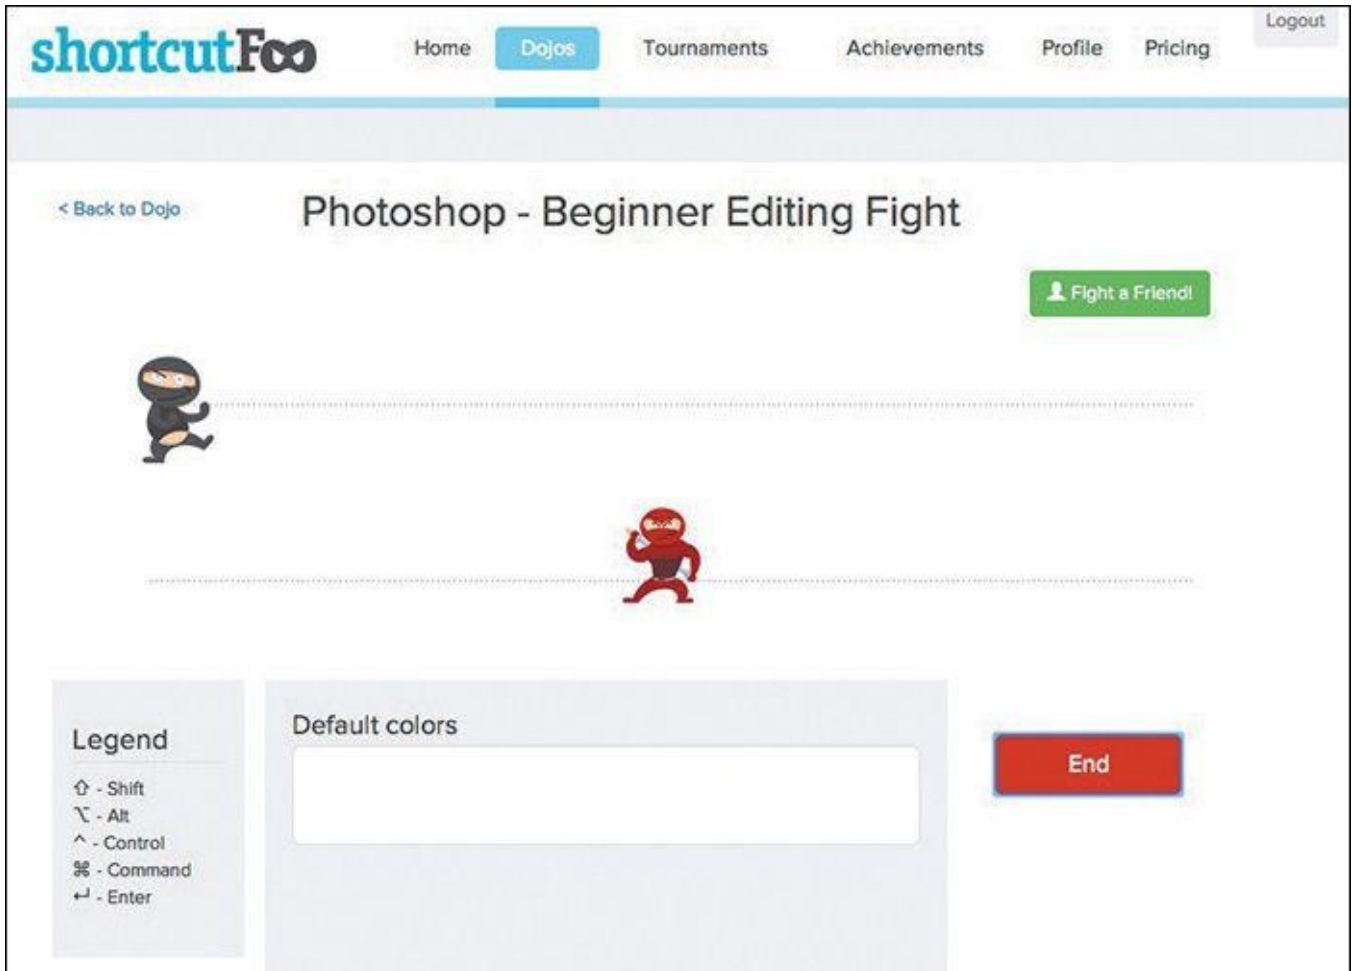 shortcutFoo Home Dojos Tournaments Achievements Profile Pricing Logout
< Back to Dojo Photoshop - Beginner Editing Fight
Fight a Friend!
Legend
⇧ - Shift
⌥ - Alt
^ - Control
⌘ - Command
↵ - Enter
Default colors
End